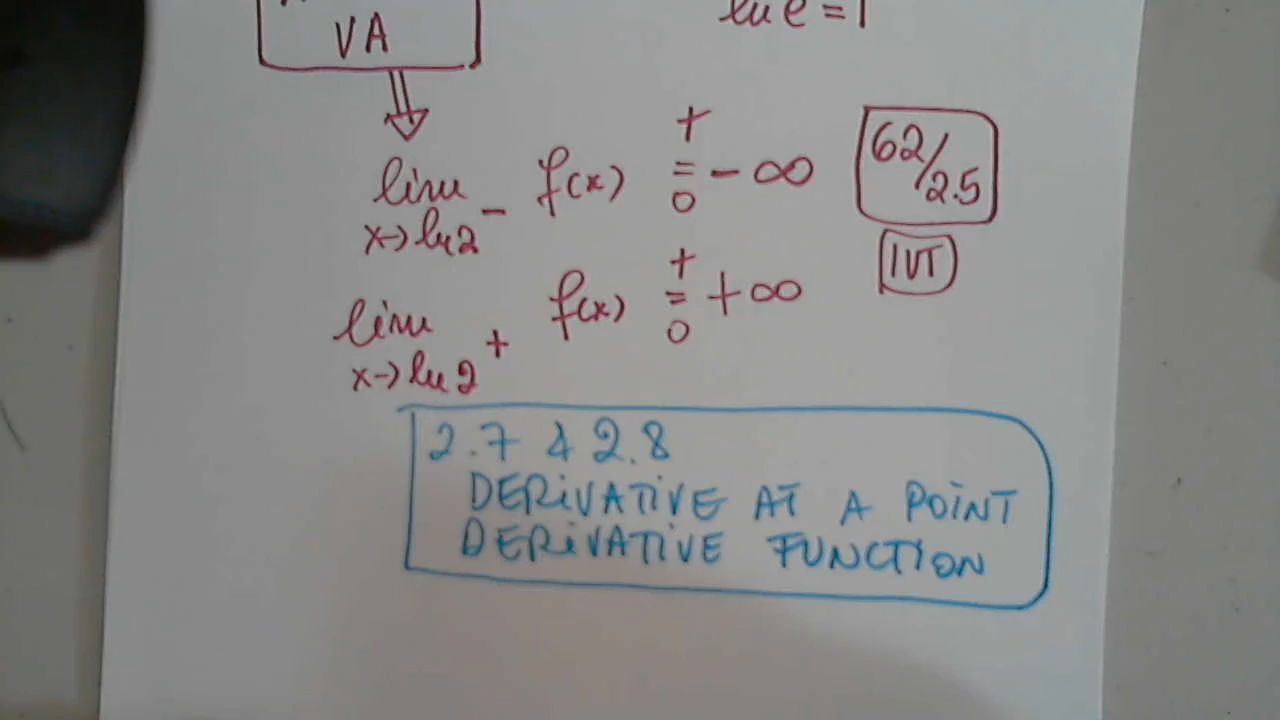 ln e = 1
VA
lim x→ln2⁻ f(x) = -∞
+
0
62/2.5
IVT
lim x→ln2⁺ f(x) = +∞
+
0
2.7 & 2.8
DERIVATIVE AT A POINT
DERIVATIVE FUNCTION